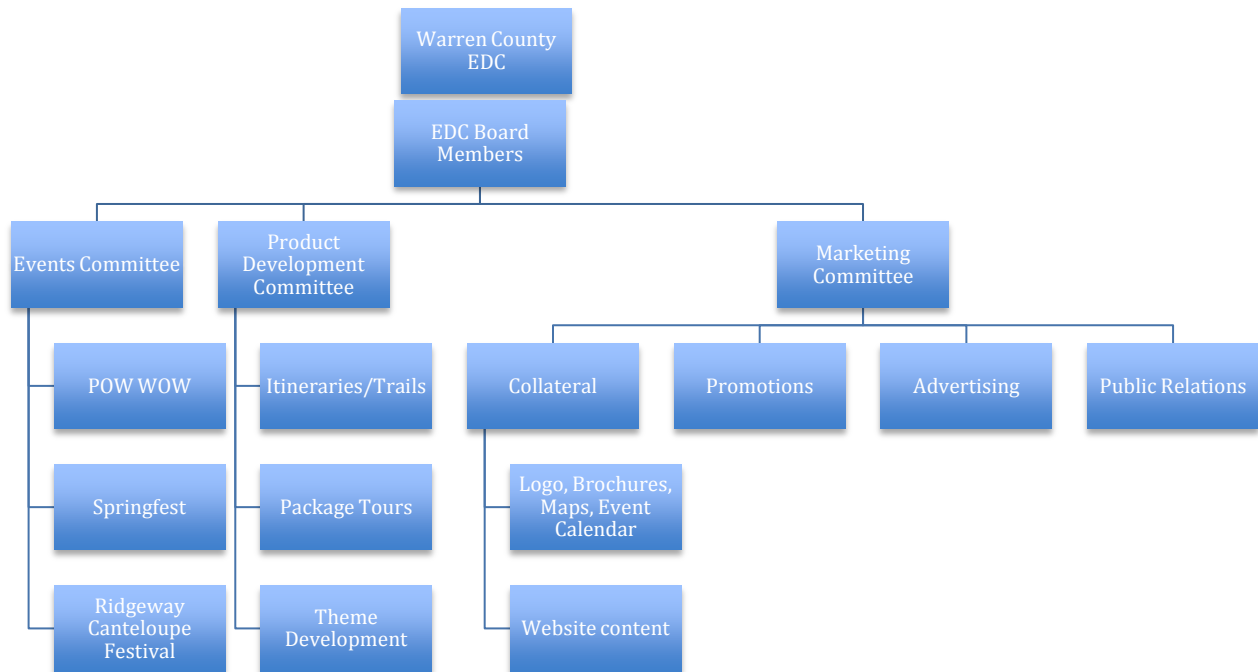 Warren County
EDC
EDC Board
Members
Events Committee
Product
Development
Committee
Marketing
Committee
POW WOW
Itineraries/Trails
Collateral
Promotions
Advertising
Public Relations
Springfest
Package Tours
Logo, Brochures,
Maps, Event
Calendar
Ridgeway
Canteloupe
Festival
Theme
Development
Website content